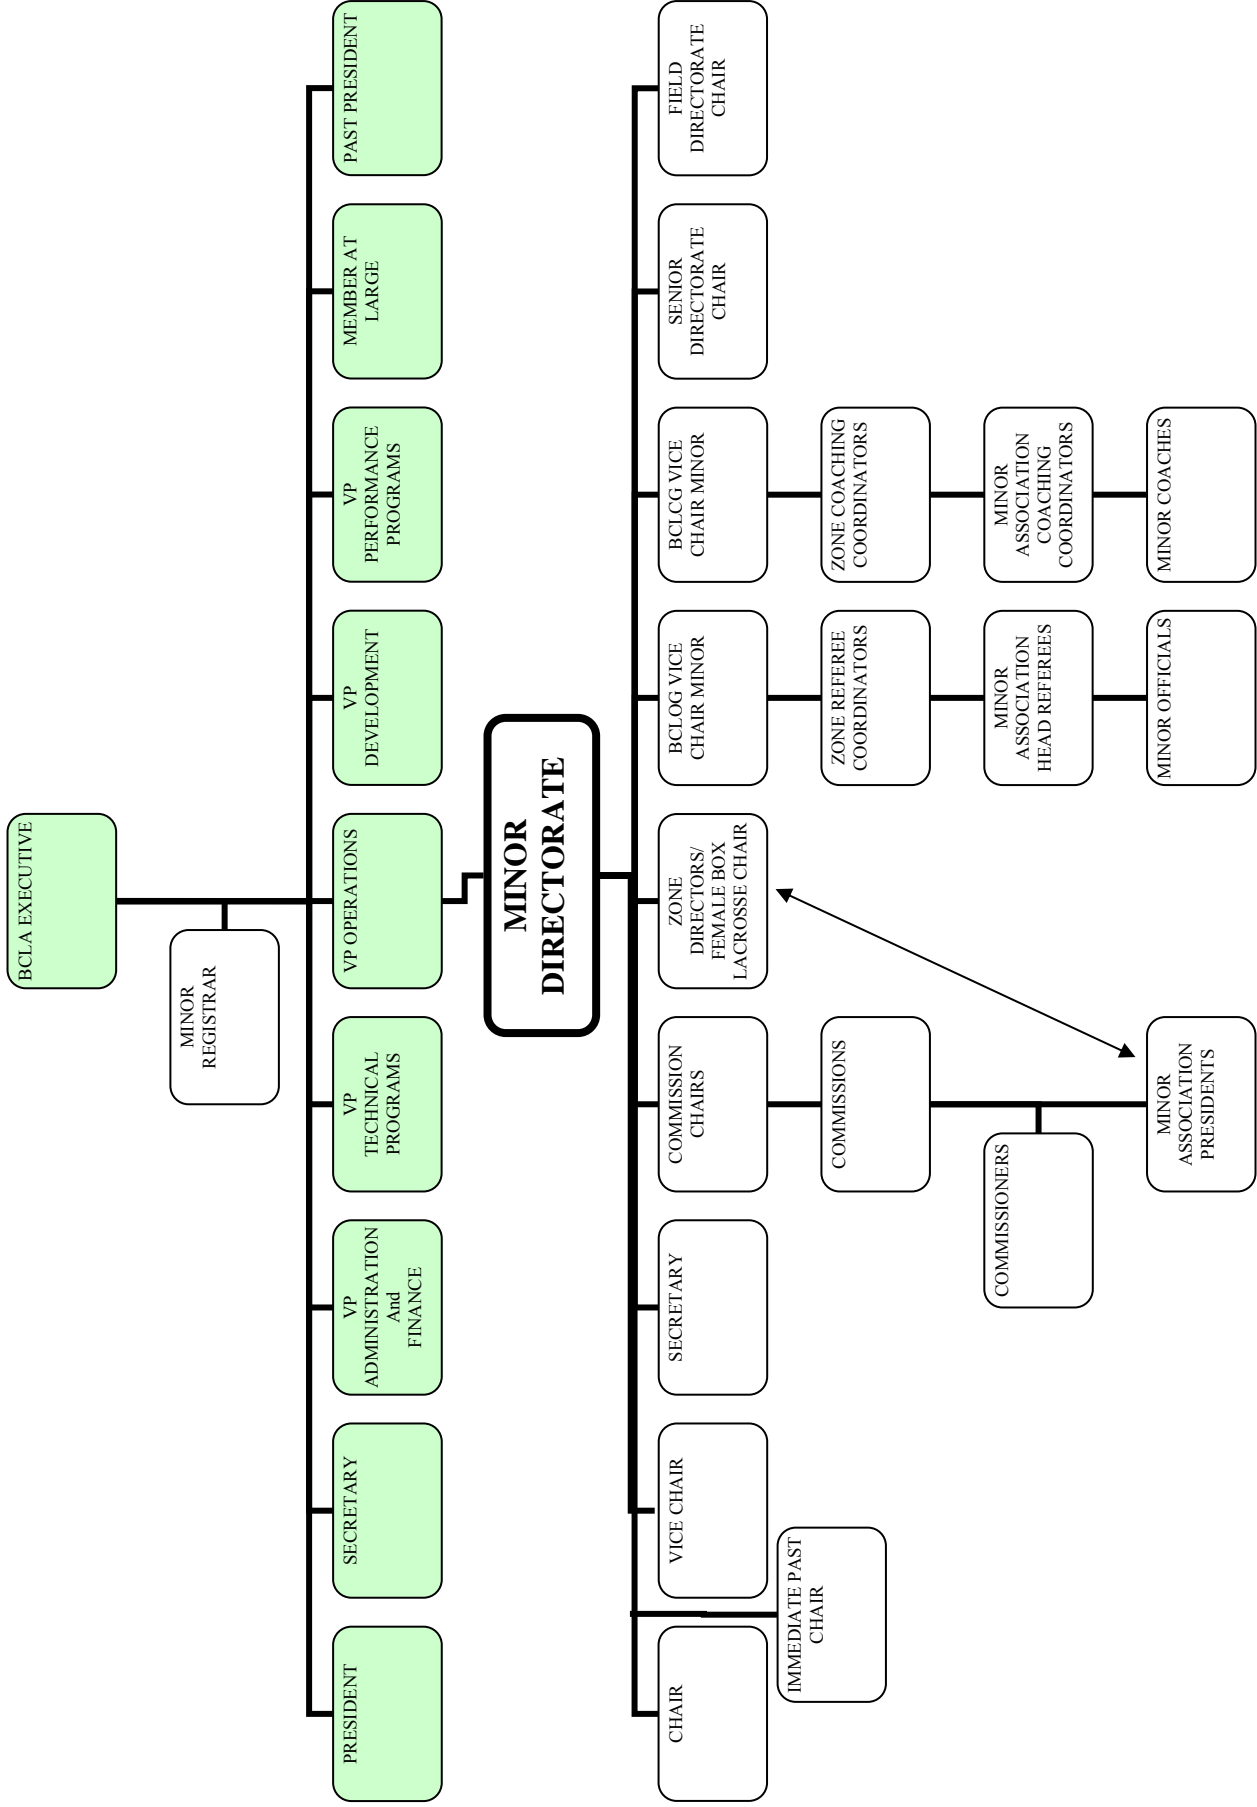 BCLA EXECUTIVE
MINOR
REGISTRAR
PRESIDENT
SECRETARY
VP
ADMINISTRATION
And
FINANCE
VP
TECHNICAL
PROGRAMS
VP OPERATIONS
VP
DEVELOPMENT
VP
PERFORMANCE
PROGRAMS
MEMBER AT
LARGE
PAST PRESIDENT
MINOR
DIRECTORATE
CHAIR
IMMEDIATE PAST
CHAIR
VICE CHAIR
SECRETARY
COMMISSION
CHAIRS
ZONE
DIRECTORS/
FEMALE BOX
LACROSSE CHAIR
BCLOG VICE
CHAIR MINOR
BCLCG VICE
CHAIR MINOR
SENIOR
DIRECTORATE
CHAIR
FIELD
DIRECTORATE
CHAIR
COMMISSIONS
ZONE REFEREE
COORDINATORS
ZONE COACHING
COORDINATORS
COMMISSIONERS
MINOR
ASSOCIATION
HEAD REFEREES
MINOR
ASSOCIATION
COACHING
COORDINATORS
MINOR
ASSOCIATION
PRESIDENTS
MINOR OFFICIALS
MINOR COACHES